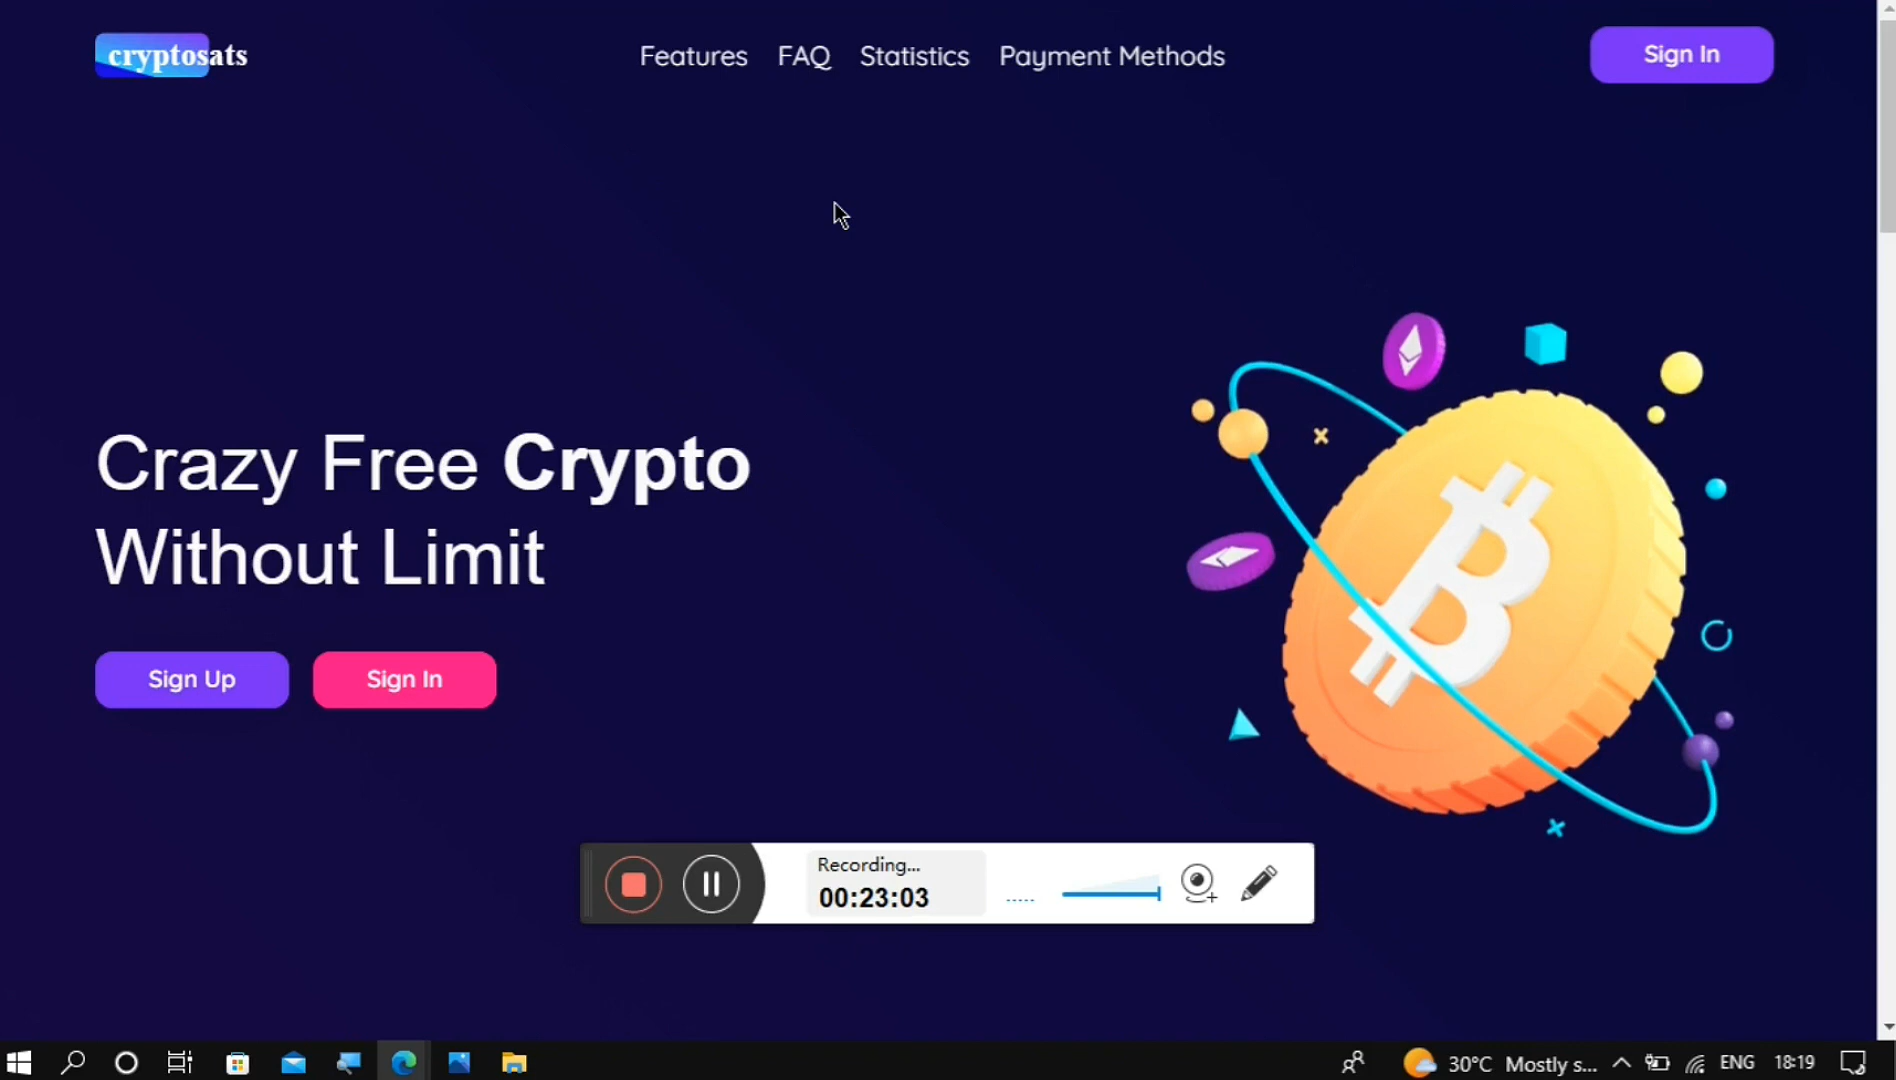 cryptosats
Features FAQ Statistics Payment Methods
Sign In
Crazy Free Crypto
Without Limit
Sign Up Sign In
Recording...
00:23:03
30°C Mostly s... ENG 18:19